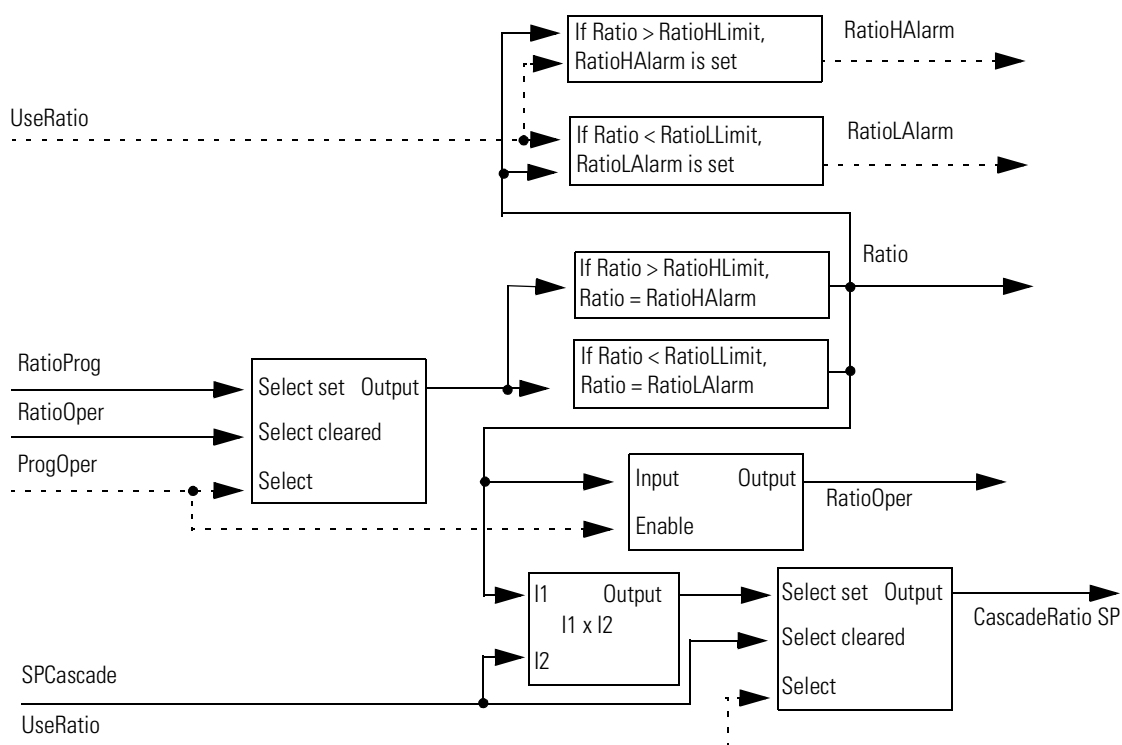 If Ratio > RatioHLimit,
RatioHAlarm is set
RatioHAlarm
UseRatio
If Ratio < RatioLLimit,
RatioLAlarm is set
RatioLAlarm
Ratio
If Ratio > RatioHLimit,
Ratio = RatioHAlarm
If Ratio < RatioLLimit,
Ratio = RatioLAlarm
RatioProg
Select set Output
RatioOper
Select cleared
ProgOper
Select
Input Output
RatioOper
Enable
I1 Output
I1 x I2
I2
Select set Output
CascadeRatio SP
Select cleared
Select
SPCascade
UseRatio